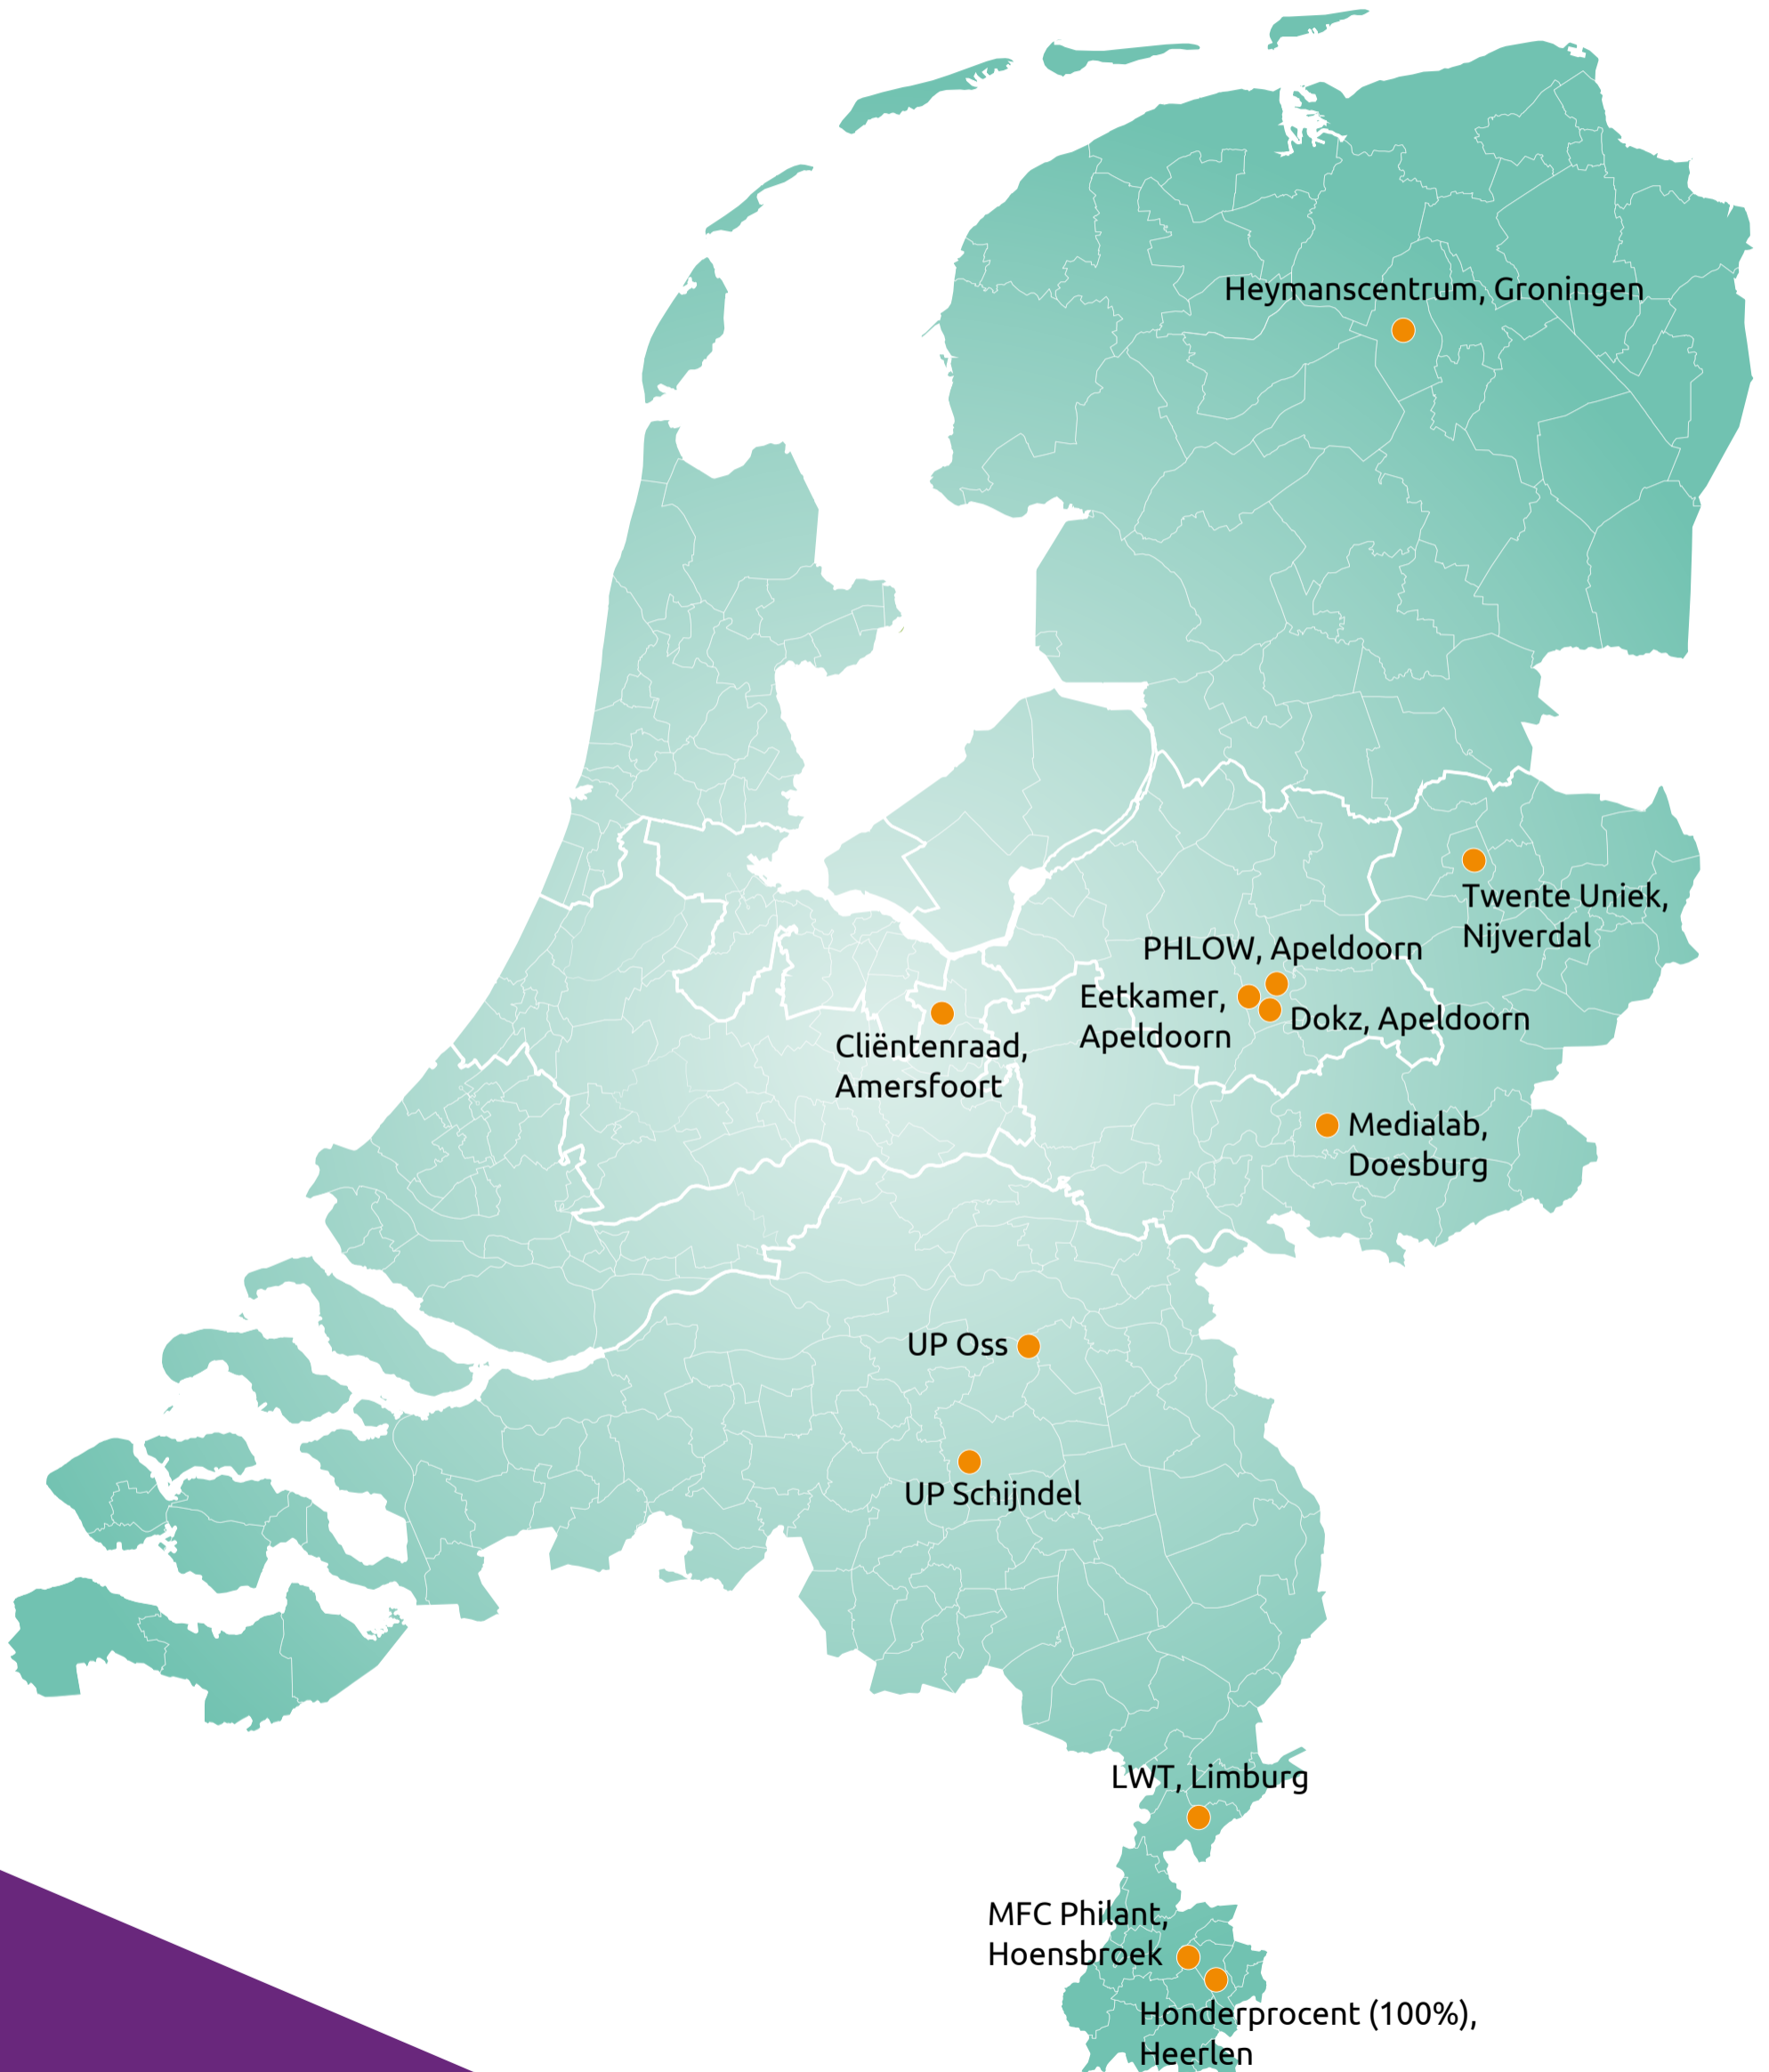 Heymanscentrum, Groningen
Twente Uniek,
Nijverdal
PHLOW, Apeldoorn
Eetkamer,
Apeldoorn
Dokz, Apeldoorn
Cliëntenraad,
Amersfoort
Medialab,
Doesburg
UP Oss
UP Schijndel
LWT, Limburg
MFC Philant,
Hoensbroek
Honderprocent (100%),
Heerlen